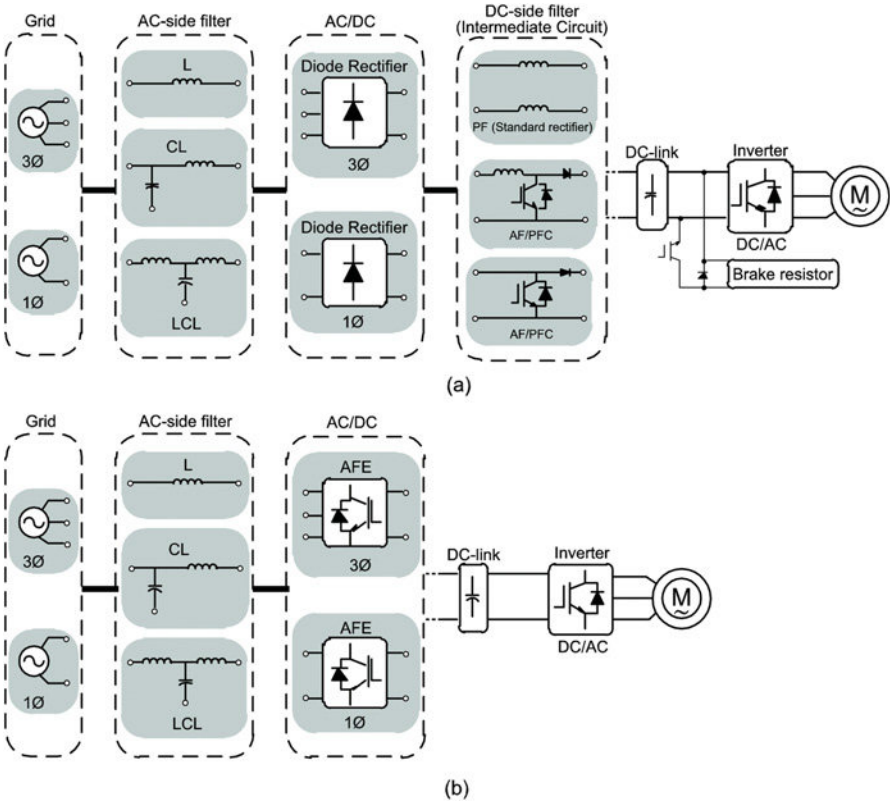 Grid
AC-side filter
AC/DC
DC-side filter
(Intermediate Circuit)
3Ø
1Ø
L
CL
LCL
Diode Rectifier
3Ø
Diode Rectifier
1Ø
PF (Standard rectifier)
AF/PFC
AF/PFC
DC-link
Inverter
DC/AC
M
~
Brake resistor
(a)
Grid
AC-side filter
AC/DC
3Ø
1Ø
L
CL
LCL
AFE
3Ø
AFE
1Ø
DC-link
Inverter
DC/AC
M
~
(b)